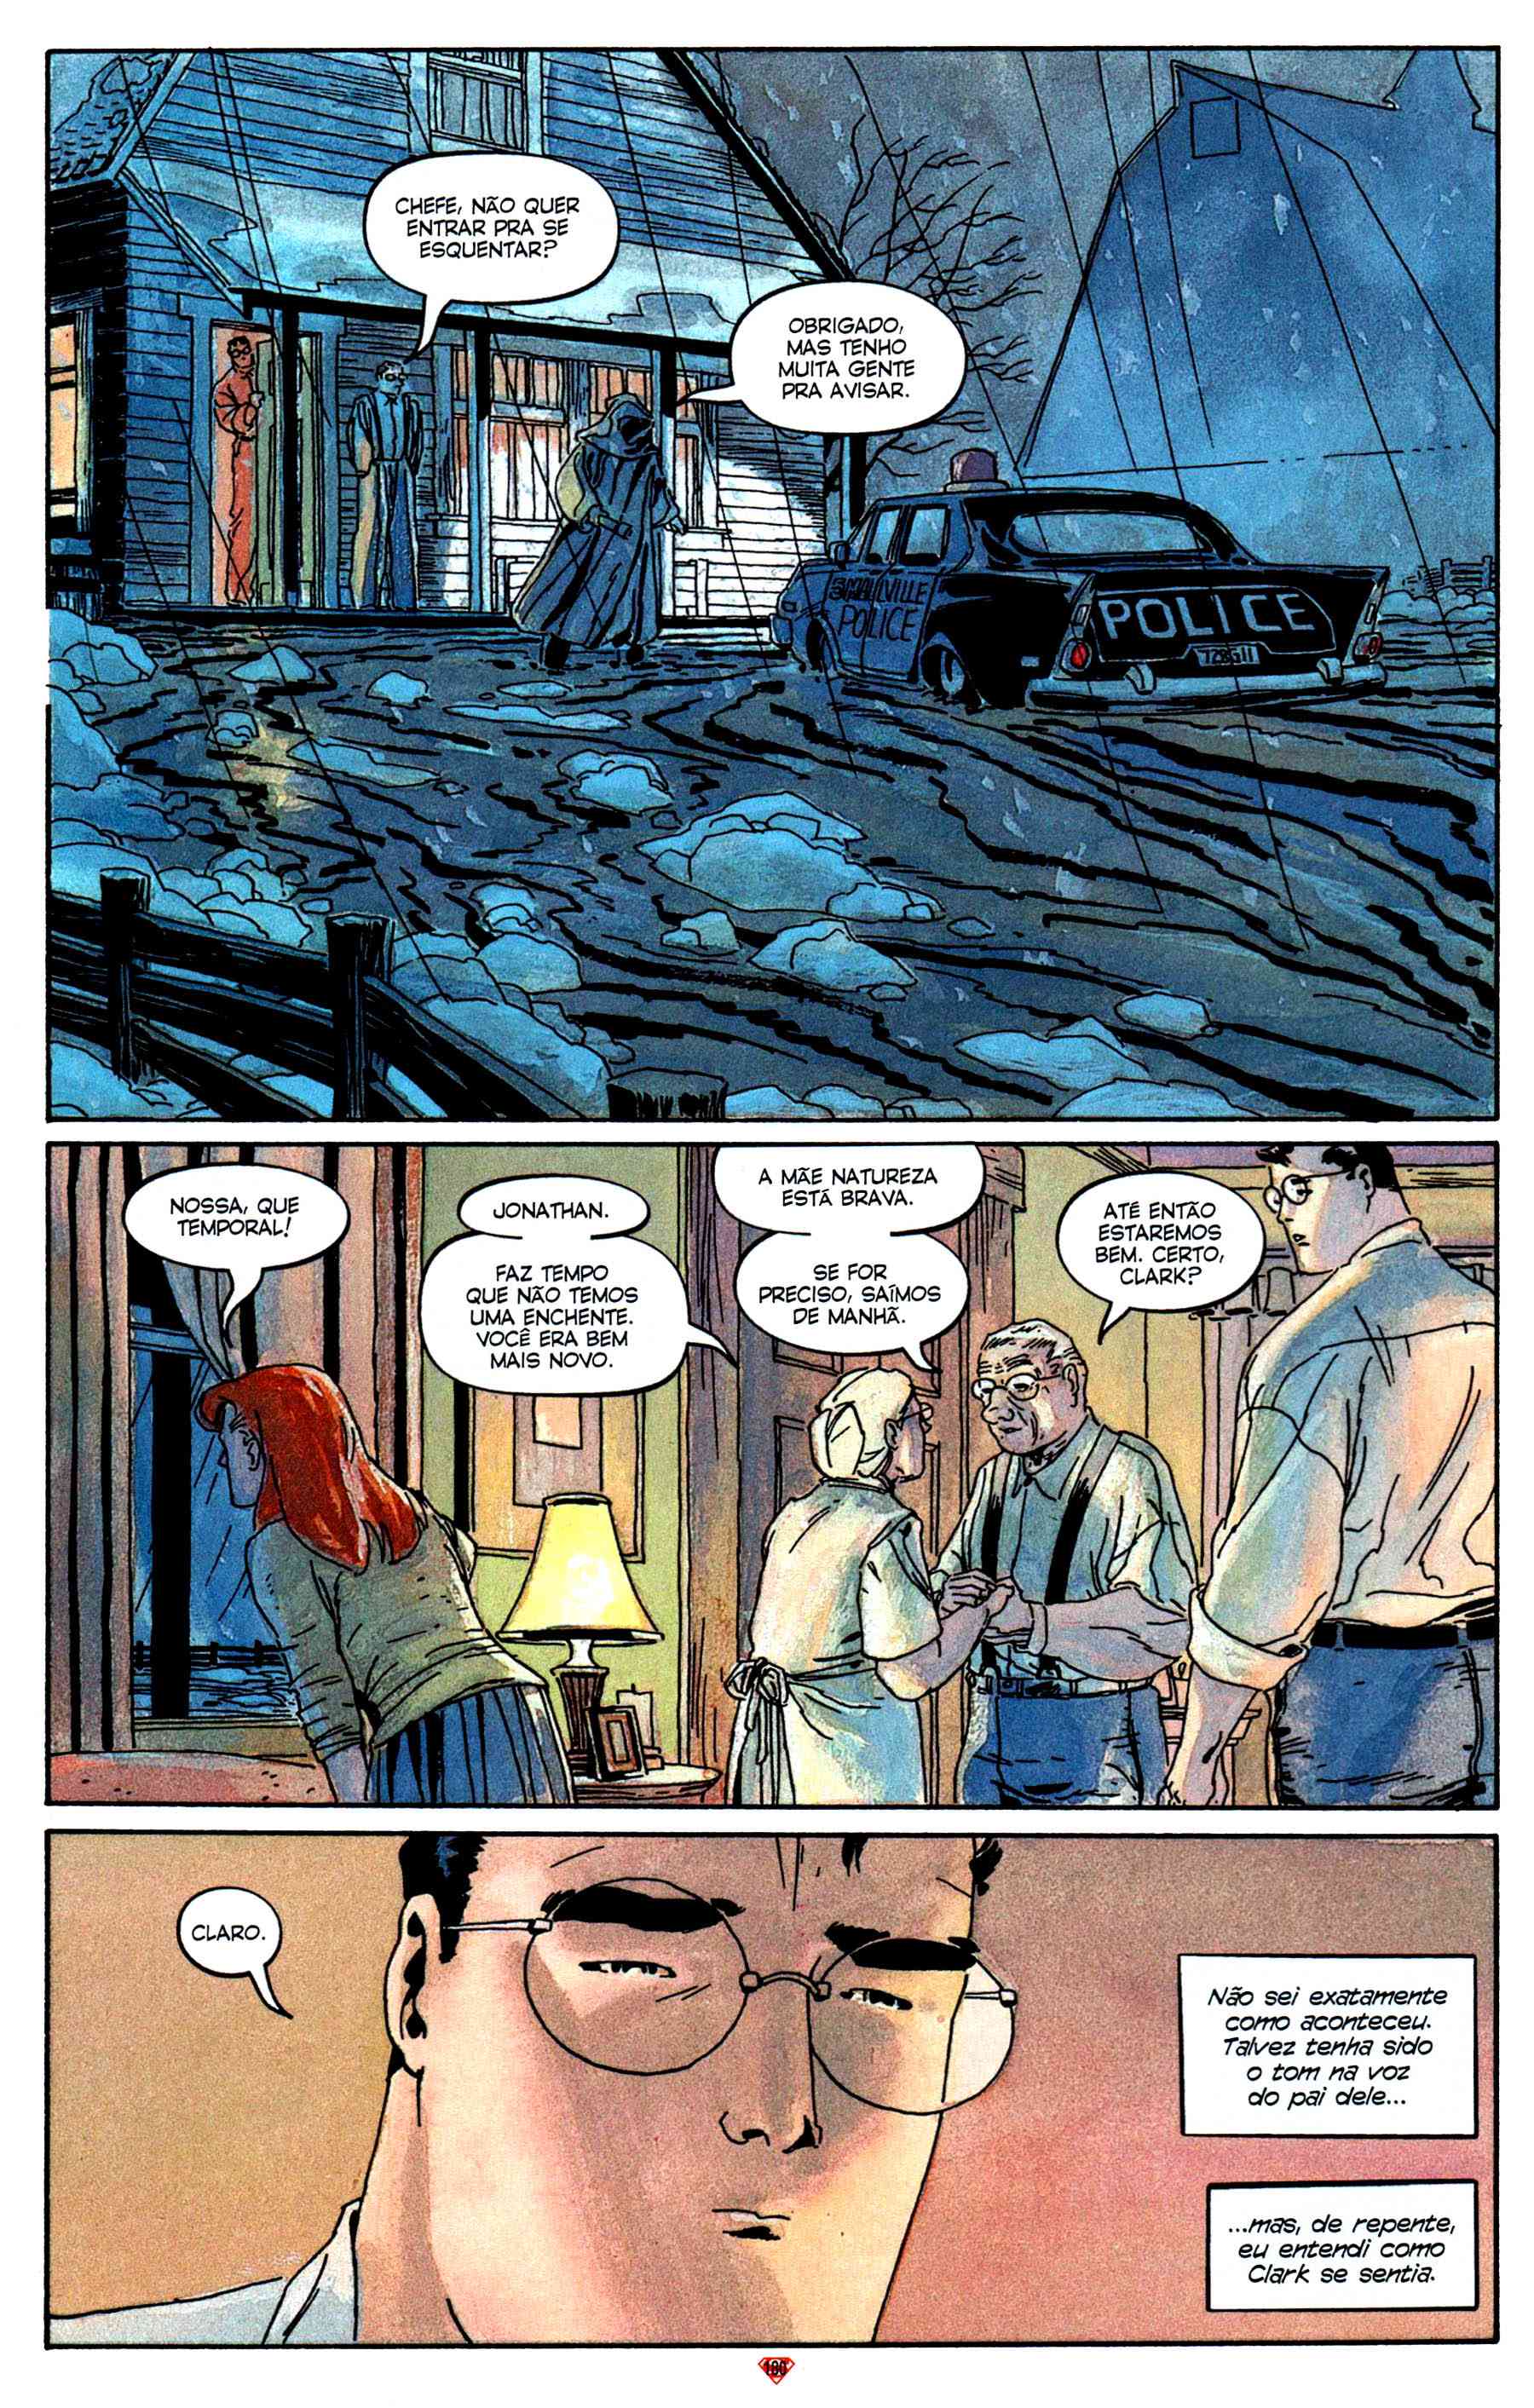 CHEFE, NÃO QUER
ENTRAR PRA SE
ESQUENTAR?
OBRIGADO,
MAS TENHO
MUITA GENTE
PRA AVISAR.
SMALLVILLE
POLICE
POLICE
NOSSA, QUE
TEMPORAL!
JONATHAN.
FAZ TEMPO
QUE NÃO TEMOS
UMA ENCHENTE.
VOCÊ ERA BEM
MAIS NOVO.
A MÃE NATUREZA
ESTÁ BRAVA.
SE FOR
PRECISO, SAÍMOS
DE MANHÃ.
ATÉ ENTÃO
ESTAREMOS
BEM. CERTO,
CLARK?
CLARO.
Não sei exatamente
como aconteceu.
Talvez tenha sido
o tom na voz
do pai dele...
...mas, de repente,
eu entendi como
Clark se sentia.
180